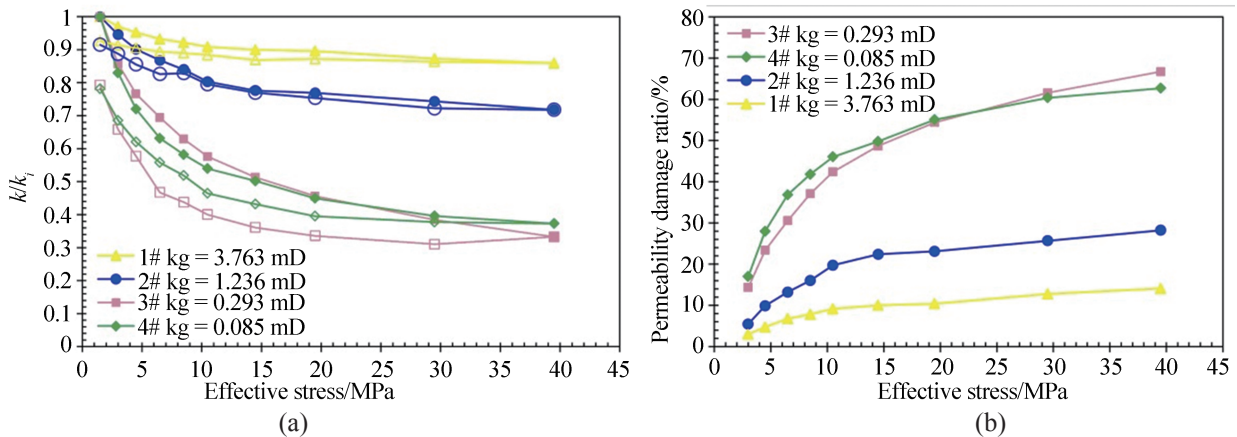 1
0.9
0.8
0.7
0.6
0.5
0.4
0.3
0.2
0.1
0
k/kᵢ
1# kg = 3.763 mD
2# kg = 1.236 mD
3# kg = 0.293 mD
4# kg = 0.085 mD
0 5 10 15 20 25 30 35 40 45
Effective stress/MPa
(a)
80
70
60
50
40
30
20
10
0
Permeability damage ratio/%
3# kg = 0.293 mD
4# kg = 0.085 mD
2# kg = 1.236 mD
1# kg = 3.763 mD
0 5 10 15 20 25 30 35 40 45
Effective stress/MPa
(b)